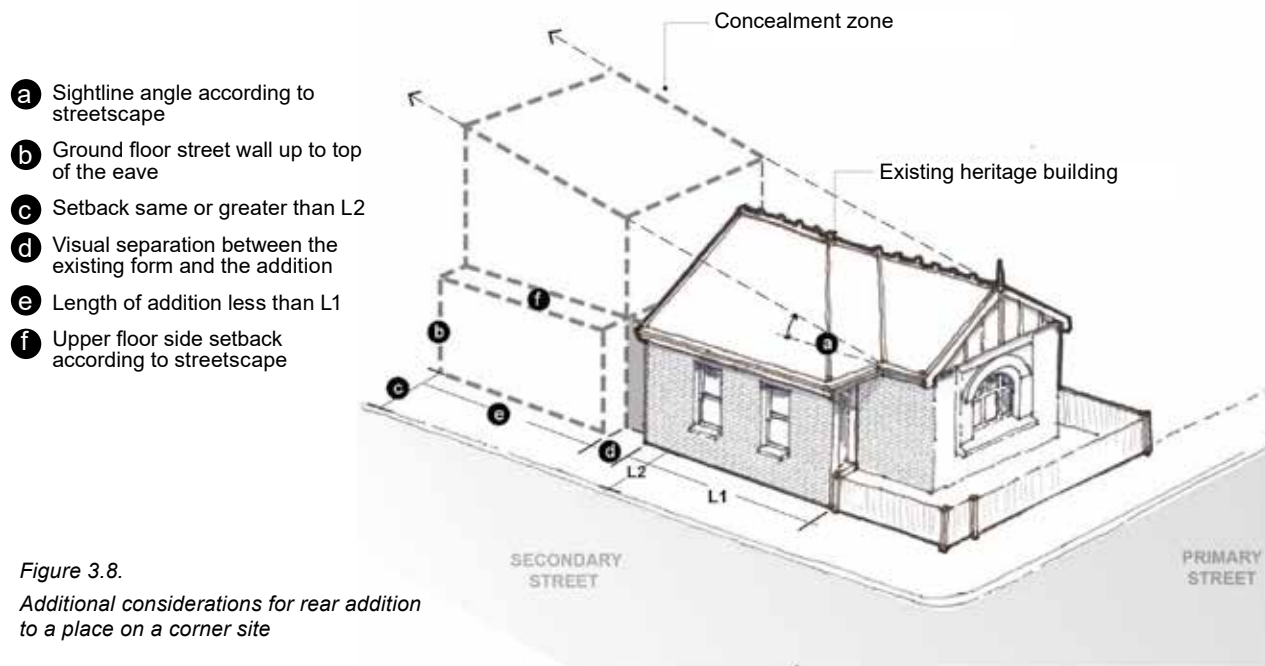 Concealment zone
a Sightline angle according to
streetscape
b Ground floor street wall up to top
of the eave
c Setback same or greater than L2
d Visual separation between the
existing form and the addition
e Length of addition less than L1
f Upper floor side setback
according to streetscape
Existing heritage building
f
b
a
c
e
d
L2
L1
SECONDARY
STREET
PRIMARY
STREET
Figure 3.8.
Additional considerations for rear addition
to a place on a corner site